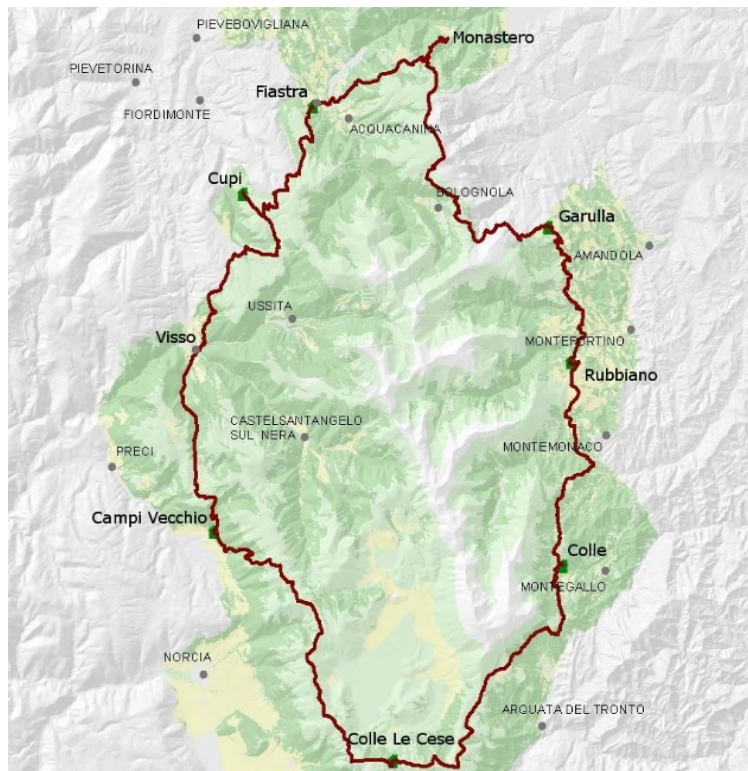 PIEVEBOVIGLIANA
Monastero
PIEVETORINA
Fiastra
FIORDIMONTE
ACQUACANINA
Cupi
BOLOGNOLA
Garulla
AMANDOLA
USSITA
Visso
MONTEFORTINO
Rubbiano
CASTELSANTANGELO
SUL NERA
MONTEMONACO
PRECI
Campi Vecchio
Colle
MONTEGALLO
NORCIA
ARQUATA DEL TRONTO
Colle Le Cese